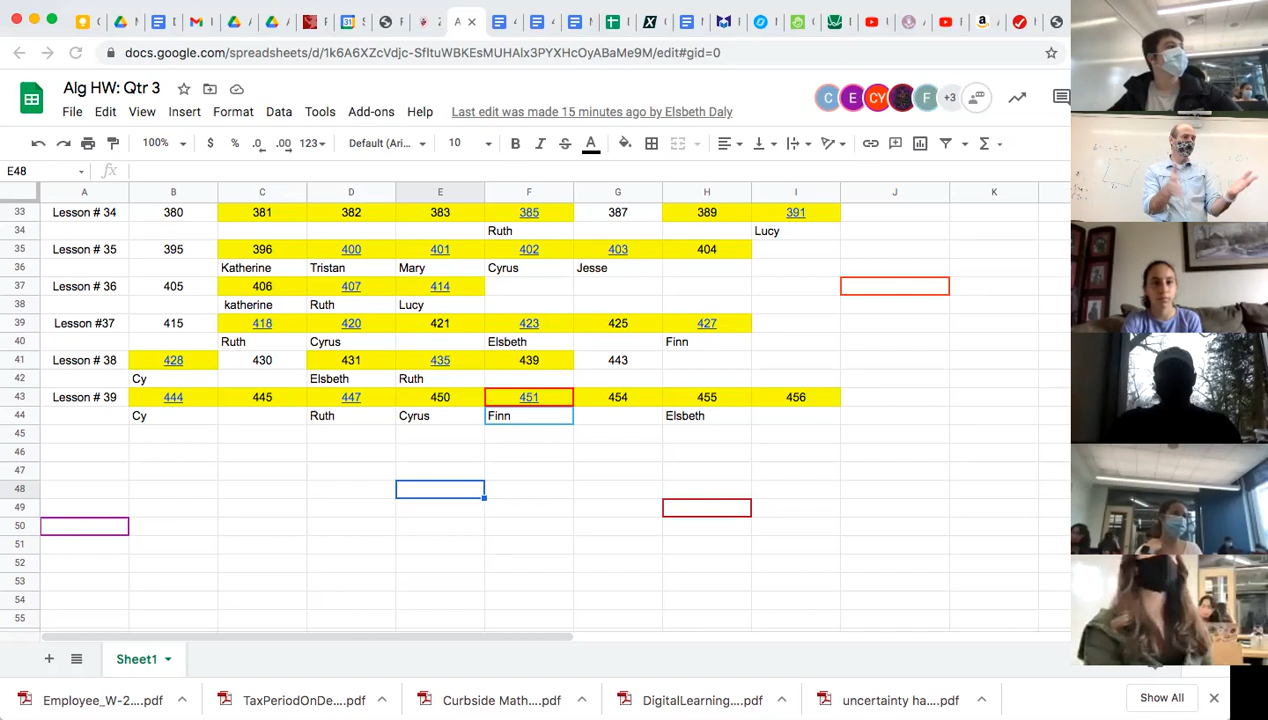 docs.google.com/spreadsheets/d/1k6A6XZcVdjc-SfItuWBKEsMUHAlx3PYXHcOyABaMe9M/edit#gid=0
Alg HW: Qtr 3
C E CY F +3
File Edit View Insert Format Data Tools Add-ons Help Last edit was made 15 minutes ago by Elsbeth Daly
100% $ % .0 .00 123 Default (Ari... 10 B I S A
E48 fx
A B C D E F G H I J K
33 Lesson # 34 380 381 382 383 385 387 389 391
34 Ruth Lucy
35 Lesson # 35 395 396 400 401 402 403 404
36 Katherine Tristan Mary Cyrus Jesse
37 Lesson # 36 405 406 407 414
38 katherine Ruth Lucy
39 Lesson #37 415 418 420 421 423 425 427
40 Ruth Cyrus Elsbeth Finn
41 Lesson # 38 428 430 431 435 439 443
42 Cy Elsbeth Ruth
43 Lesson # 39 444 445 447 450 451 454 455 456
44 Cy Ruth Cyrus Finn Elsbeth
45
46
47
48
49
50
51
52
53
54
55
+ Sheet1
Employee_W-2....pdf TaxPeriodOnDe....pdf Curbside Math....pdf DigitalLearning....pdf uncertainty ha....pdf Show All